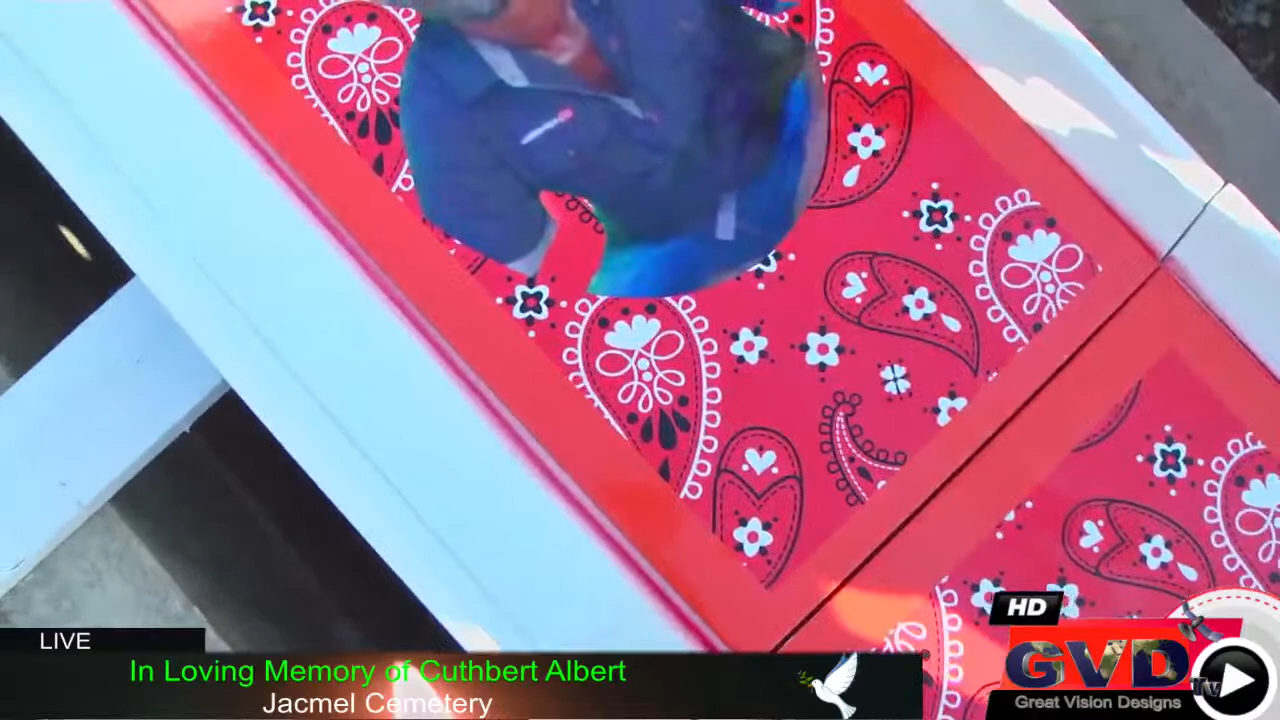 LIVE
In Loving Memory of Cuthbert Albert
Jacmel Cemetery
HD
GVD
Tv
Great Vision Designs